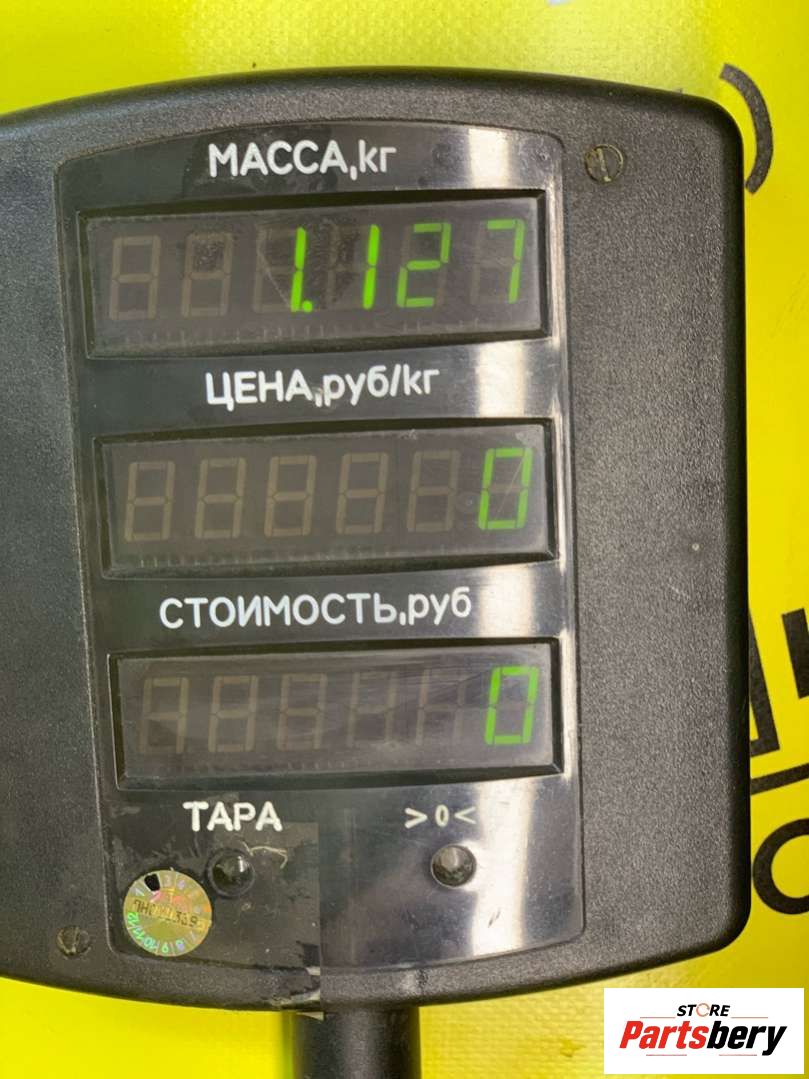 МАССА,кг
1.127
ЦЕНА,руб/кг
0
СТОИМОСТЬ,руб
0
ТАРА >0<
STORE
Partsbery